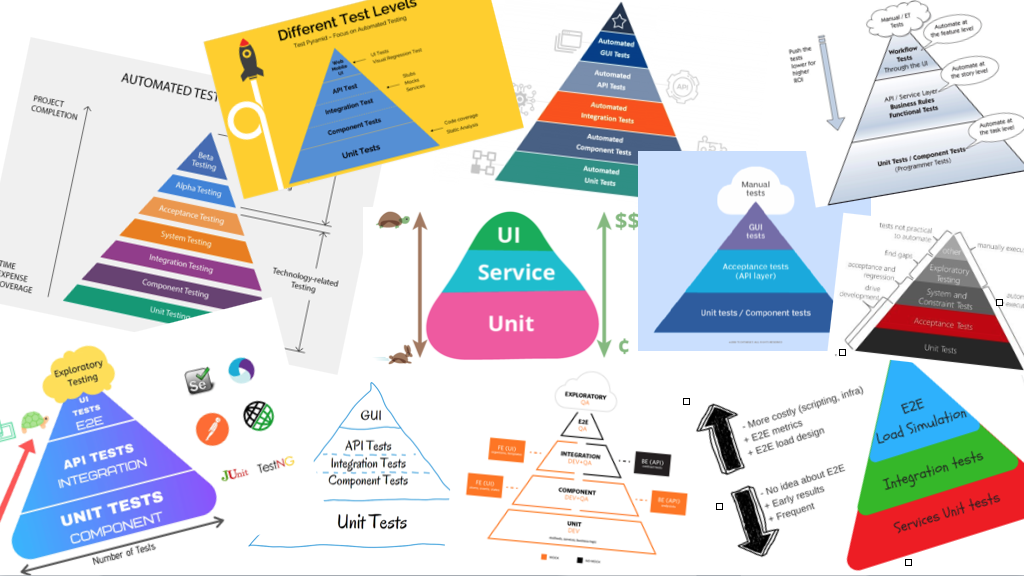 AUTOMATED TEST
PROJECT
COMPLETION
Beta
Testing
Alpha Testing
Acceptance Testing
System Testing
Integration Testing
Component Testing
Unit Testing
Technology-related
Testing
TIME
EXPENSE
OVERAGE
Different Test Levels
Test Pyramid – Focus on Automated Testing
Web
Mobile
UI
API Test
Integration Test
Component Tests
Unit Tests
UI Tests
Visual Regression Test
Stubs
Mocks
Services
Code coverage
Static Analysis
Automated
GUI Tests
Automated
API Tests
Automated
Integration Tests
Automated
Component Tests
Automated
Unit Tests
API
Push the
tests
lower for
higher
ROI
Manual /
ET
Tests
Workflow
Tests
Through the UI
API / Service Layer
Business Rules
Functional Tests
Unit Tests / Component Tests
(Programmer Tests)
Automate at
the feature level
Automate at
the story level
Automate at
the task level
UI
Service
Unit
$$
¢
Manual
tests
GUI
tests
Acceptance tests
(API layer)
Unit tests / Component tests
tests not practical
to automate
find gaps
acceptance and
regression
drive
development
other
Exploratory
Testing
System and
Constraint Tests
Acceptance Tests
Unit Tests
manually execu
Exploratory
Testing
UI
TESTS
E2E
API TESTS
INTEGRATION
UNIT TESTS
COMPONENT
Number of Tests
Se
JUnit
TestNG
GUI
API Tests
Integration Tests
Component Tests
Unit Tests
EXPLORATORY
QA
E2E
QA
INTEGRATION
DEV+QA
COMPONENT
DEV+QA
UNIT
DEV
FE (UI)
BE (API)
FE (UI)
BE (API)
- More costly (scripting, infra)
+ E2E metrics
+ E2E load design
- No idea about E2E
+ Early results
+ Frequent
E2E
Load Simulation
Integration tests
Services Unit tests